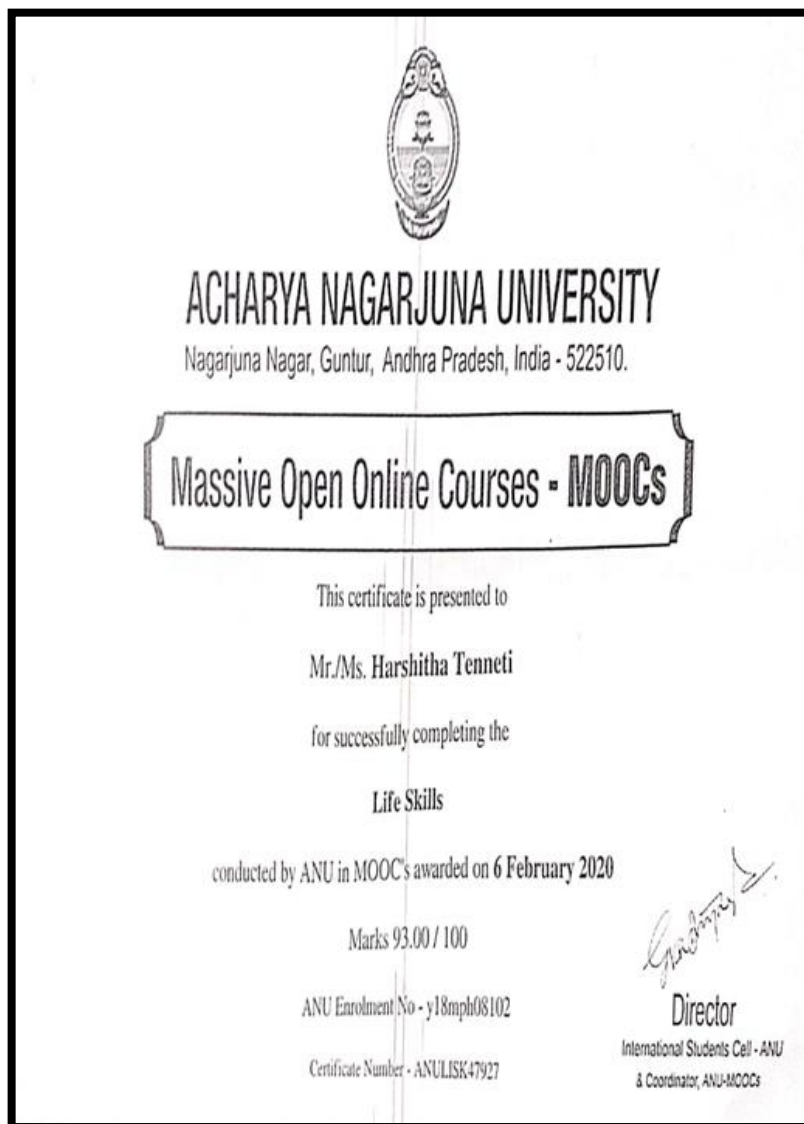 ACHARYA NAGARJUNA UNIVERSITY
Nagarjuna Nagar, Guntur, Andhra Pradesh, India - 522510.
Massive Open Online Courses - MOOCs
This certificate is presented to
Mr./Ms. Harshitha Tenneti
for successfully completing the
Life Skills
conducted by ANU in MOOC's awarded on 6 February 2020
Marks 93.00 / 100
ANU Enrolment No - y18mph08102
Certificate Number - ANULISK47927
Director
International Students Cell - ANU
& Coordinator, ANU-MOOCs